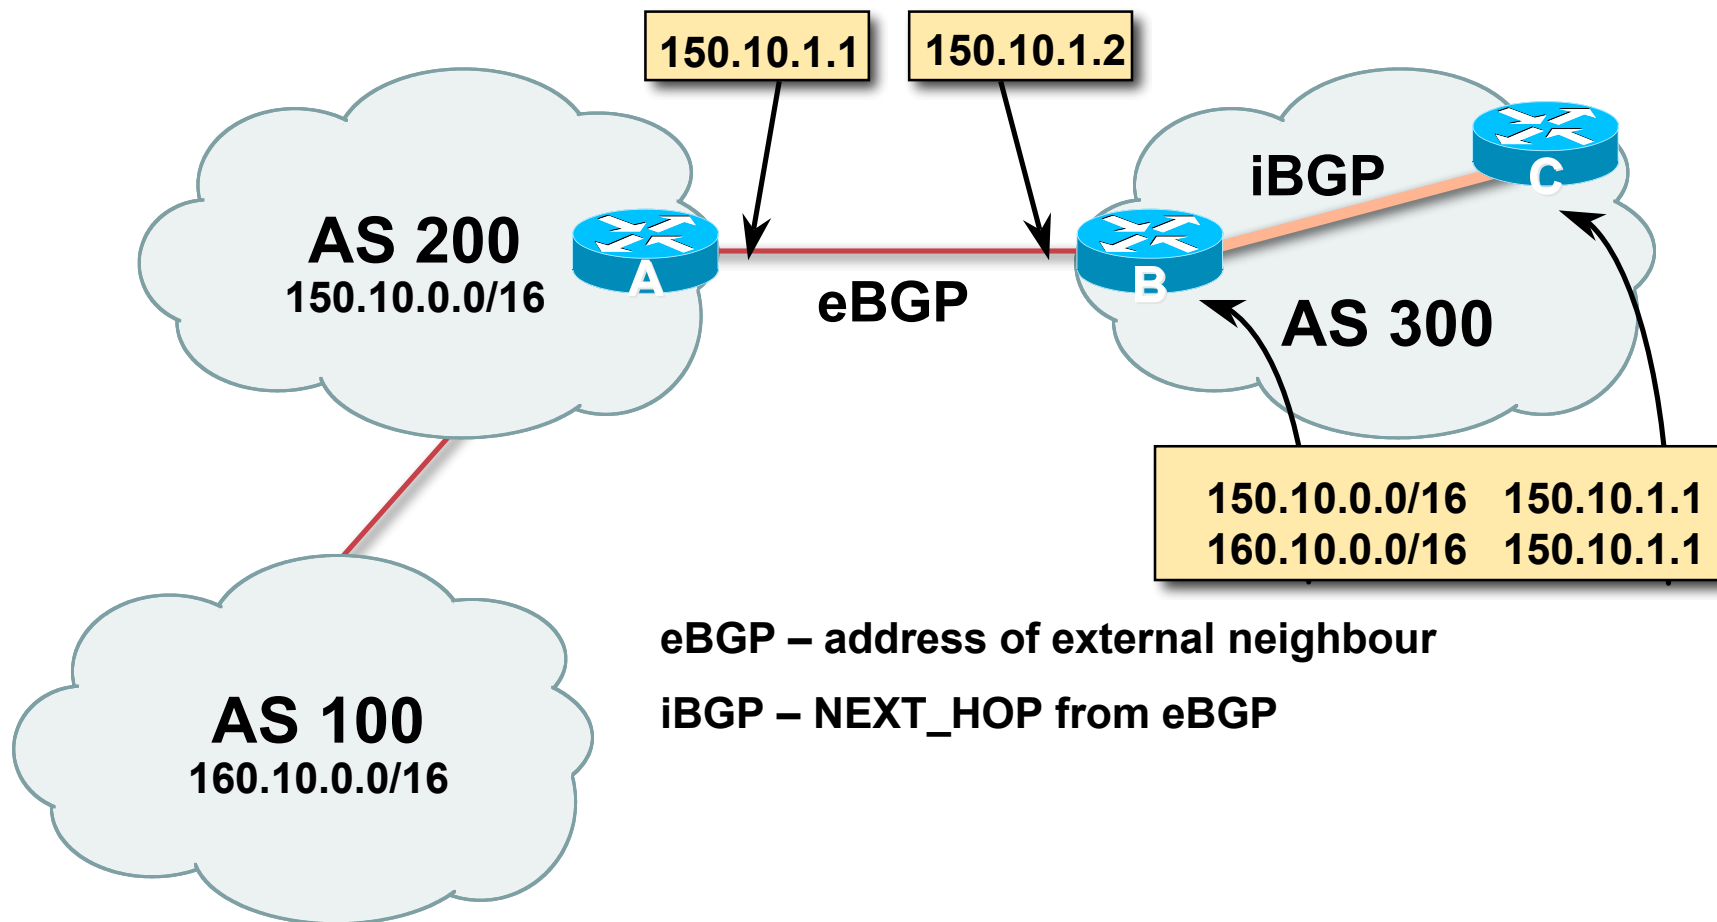 150.10.1.1
150.10.1.2
iBGP
C
AS 200
150.10.0.0/16
A
B
eBGP
AS 300
150.10.0.0/16 150.10.1.1
160.10.0.0/16 150.10.1.1
eBGP – address of external neighbour
iBGP – NEXT_HOP from eBGP
AS 100
160.10.0.0/16